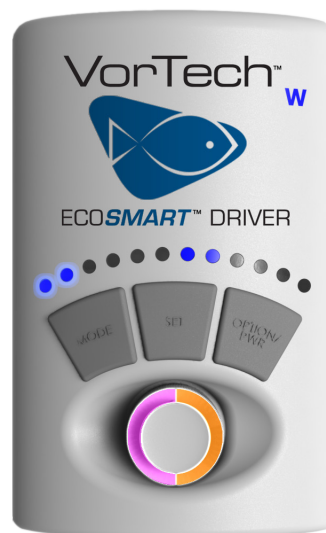 VorTech™
W
ECOSMART™ DRIVER
MODE
SET
OPTION/
PWR